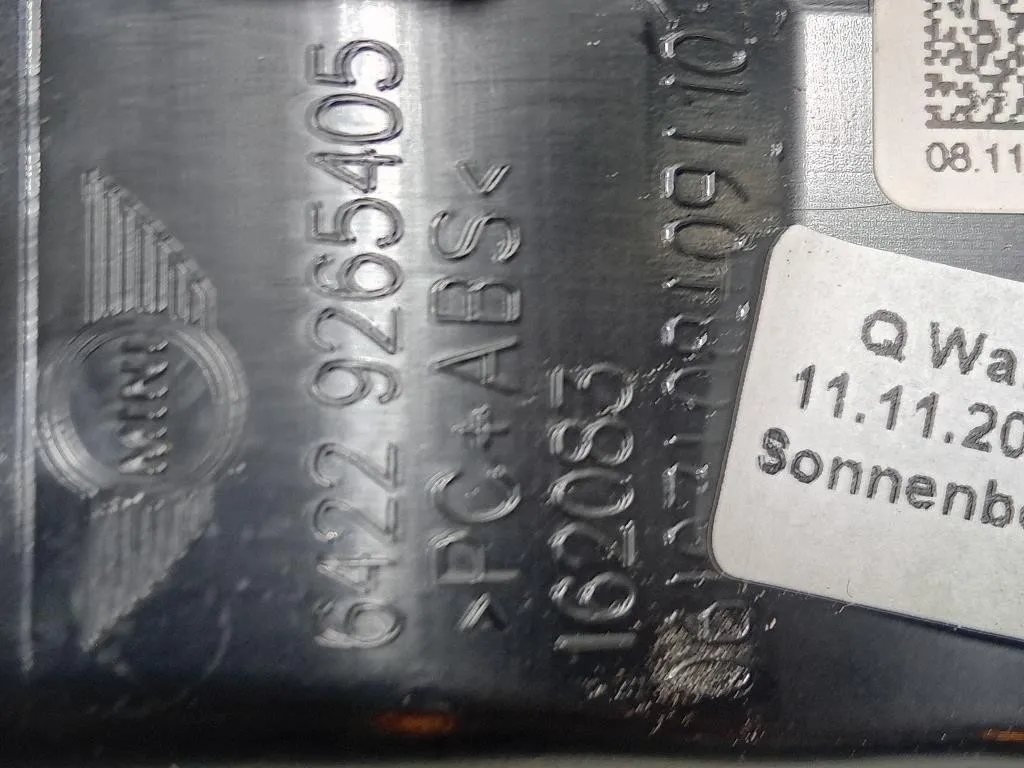 MINI
6422 9265405
>PC+ABS<
162083
08.11
Q Wa
11.11.20
Sonnenb